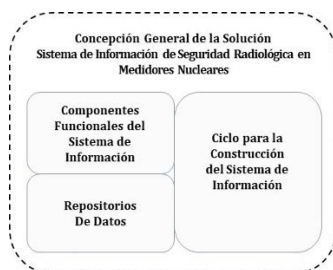 Concepción General de la Solución
Sistema de Información de Seguridad Radiológica en
Medidores Nucleares
Componentes
Funcionales del
Sistema de
Información
Repositorios
De Datos
Ciclo para la
Construcción
del Sistema de
Información